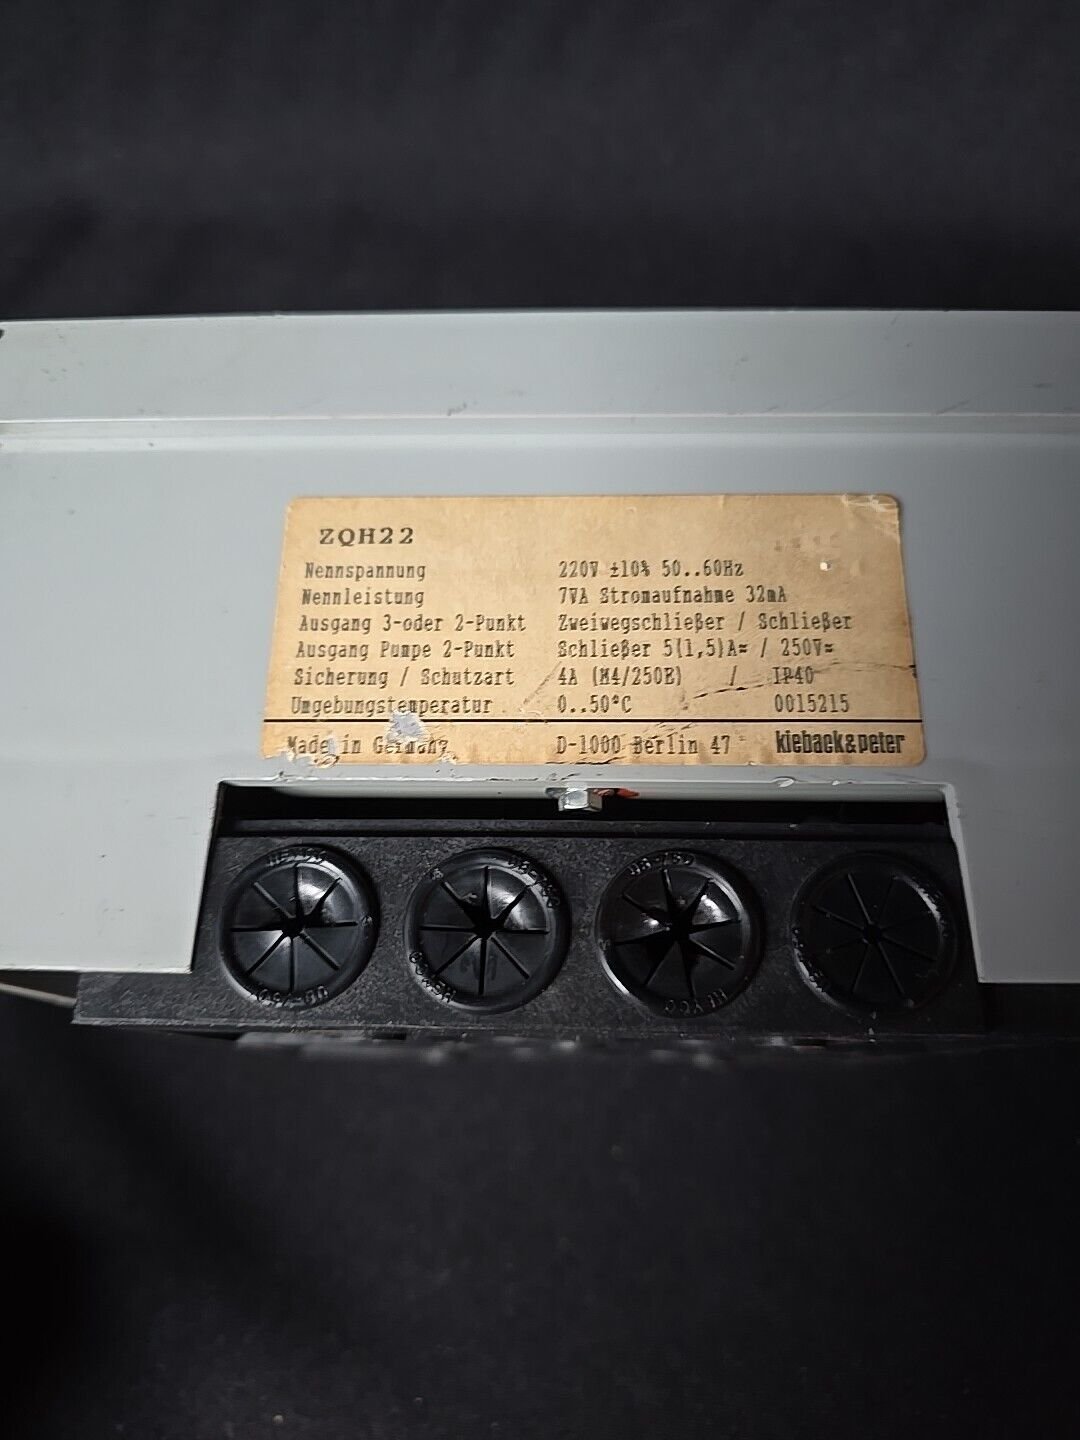 ZQH22
Nennspannung 220V ±10% 50..60Hz
Nennleistung 7VA Stromaufnahme 32mA
Ausgang 3-oder 2-Punkt Zweiwegschließer / Schließer
Ausgang Pumpe 2-Punkt Schließer 5(1,5)A≂ / 250V≂
Sicherung / Schutzart 4A (M4/250E) / IP40
Umgebungstemperatur 0..50°C 0015215
Made in Germany D-1000 Berlin 47 kieback&peter
HEYCO